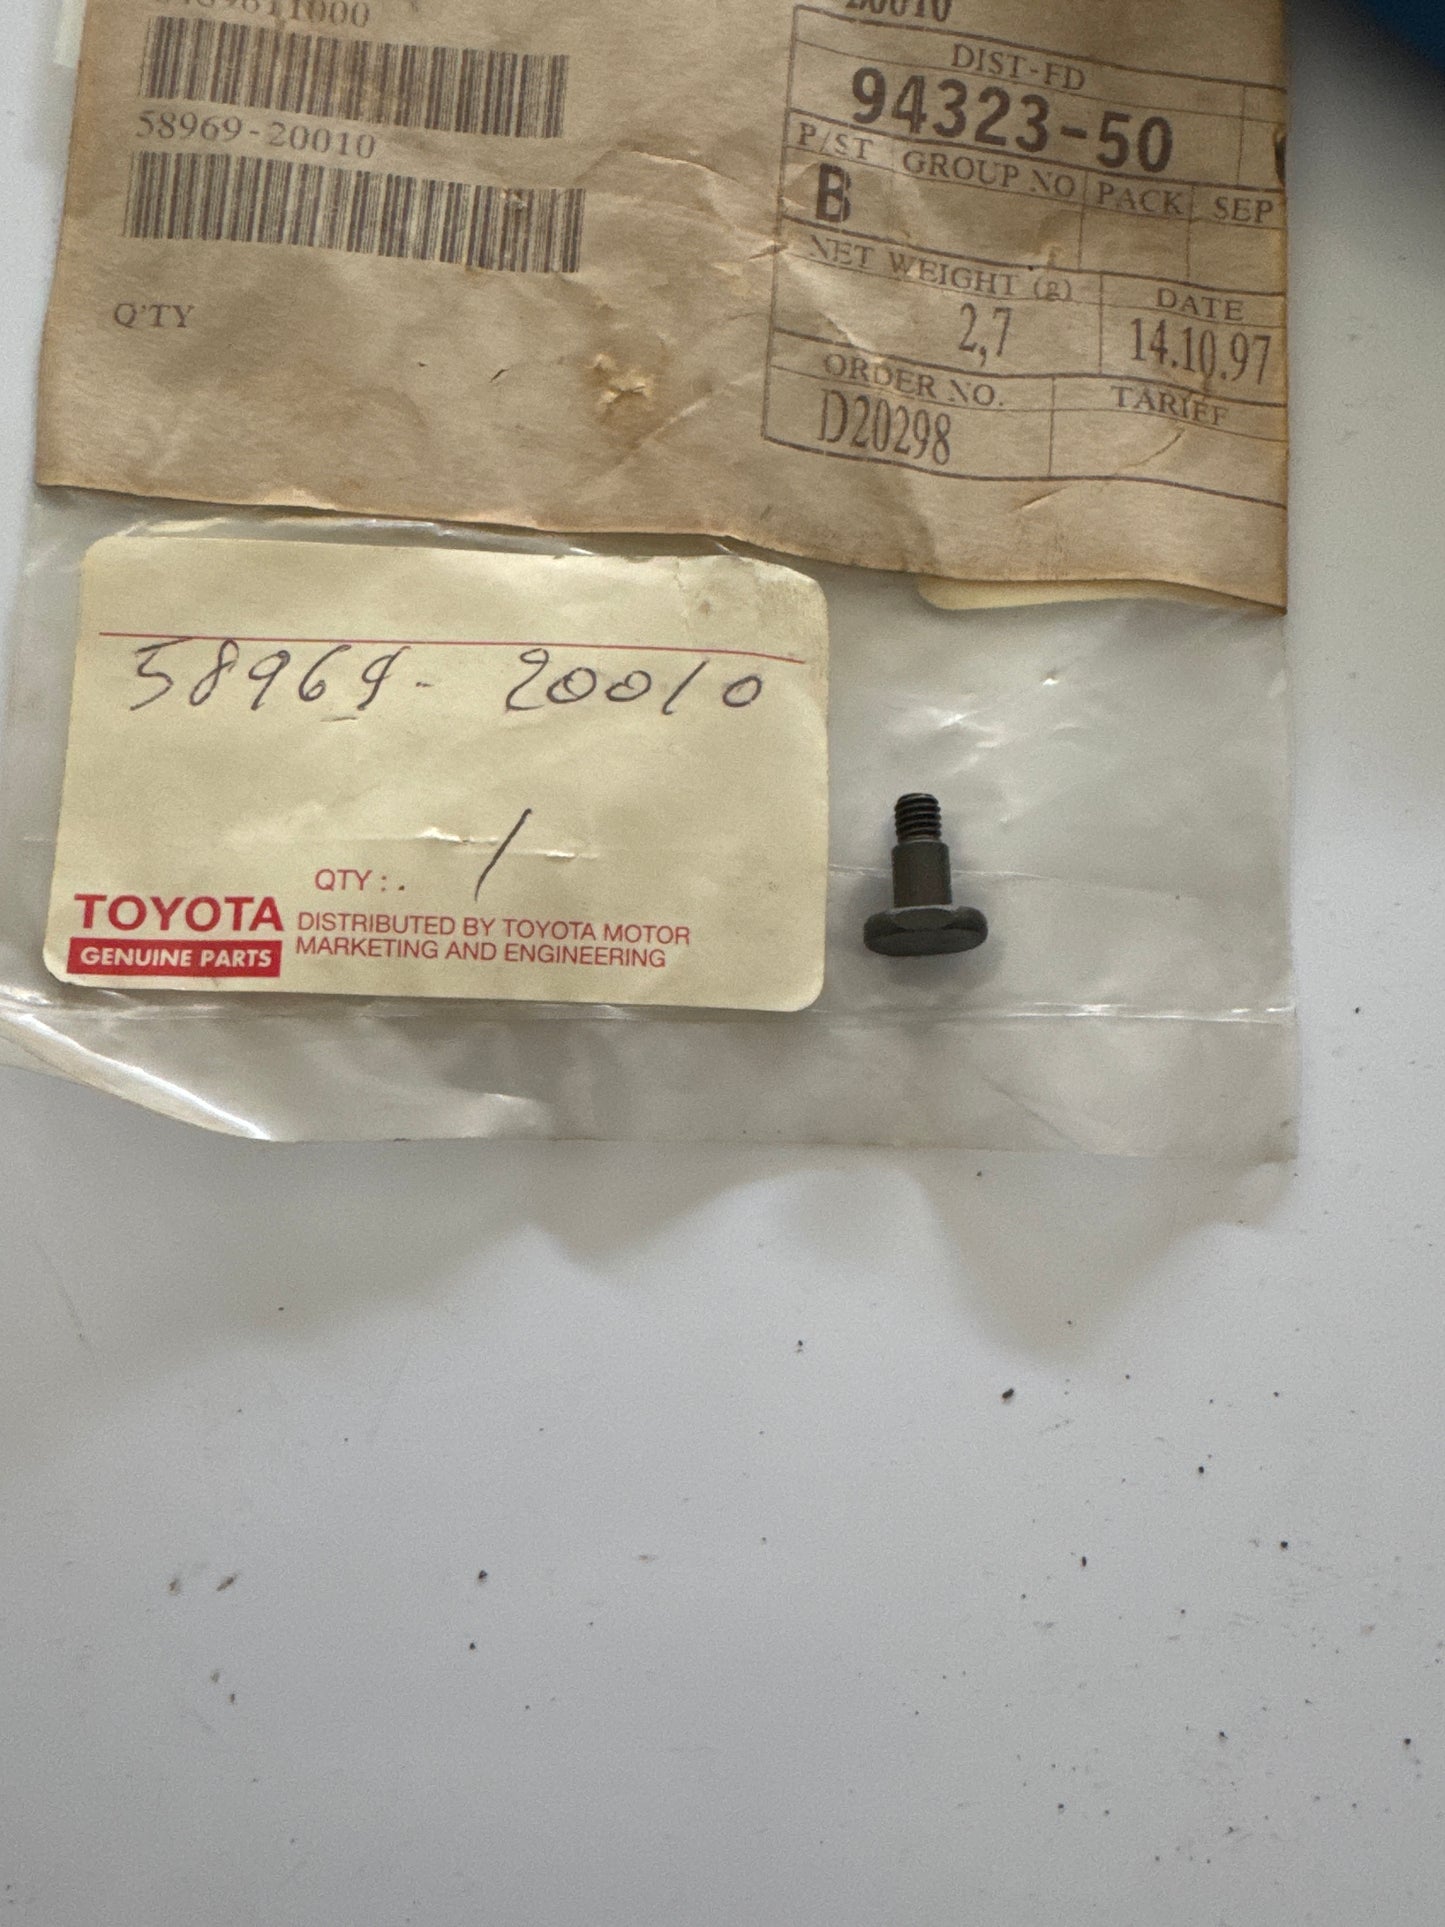 20010
DIST-FD
94323-50
58969-20010
P/ST GROUP NO PACK SEP
B
NET WEIGHT (g) DATE
2,7 14.10.97
Q'TY
ORDER NO. TARIFF
D20298
58969-20010
1
QTY :.
TOYOTA
GENUINE PARTS
DISTRIBUTED BY TOYOTA MOTOR
MARKETING AND ENGINEERING